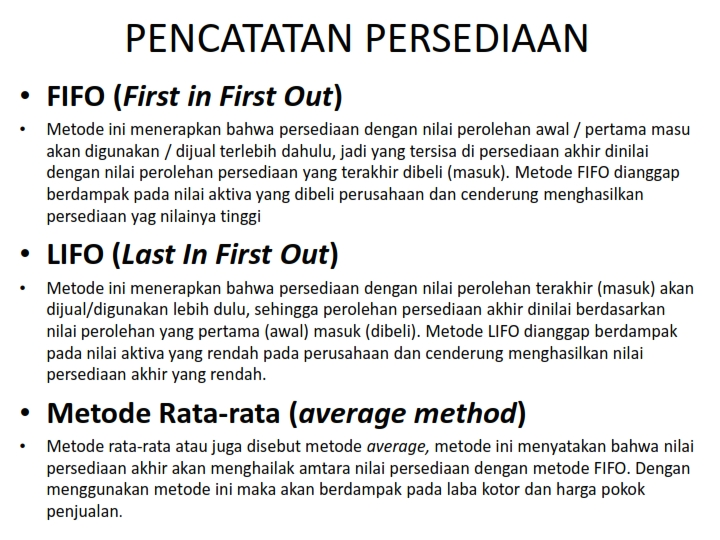 PENCATATAN PERSEDIAAN
• FIFO (First in First Out)
• Metode ini menerapkan bahwa persediaan dengan nilai perolehan awal / pertama masu
akan digunakan / dijual terlebih dahulu, jadi yang tersisa di persediaan akhir dinilai
dengan nilai perolehan persediaan yang terakhir dibeli (masuk). Metode FIFO dianggap
berdampak pada nilai aktiva yang dibeli perusahaan dan cenderung menghasilkan
persediaan yag nilainya tinggi
• LIFO (Last In First Out)
• Metode ini menerapkan bahwa persediaan dengan nilai perolehan terakhir (masuk) akan
dijual/digunakan lebih dulu, sehingga perolehan persediaan akhir dinilai berdasarkan
nilai perolehan yang pertama (awal) masuk (dibeli). Metode LIFO dianggap berdampak
pada nilai aktiva yang rendah pada perusahaan dan cenderung menghasilkan nilai
persediaan akhir yang rendah.
• Metode Rata-rata (average method)
• Metode rata-rata atau juga disebut metode average, metode ini menyatakan bahwa nilai
persediaan akhir akan menghailak amtara nilai persediaan dengan metode FIFO. Dengan
menggunakan metode ini maka akan berdampak pada laba kotor dan harga pokok
penjualan.